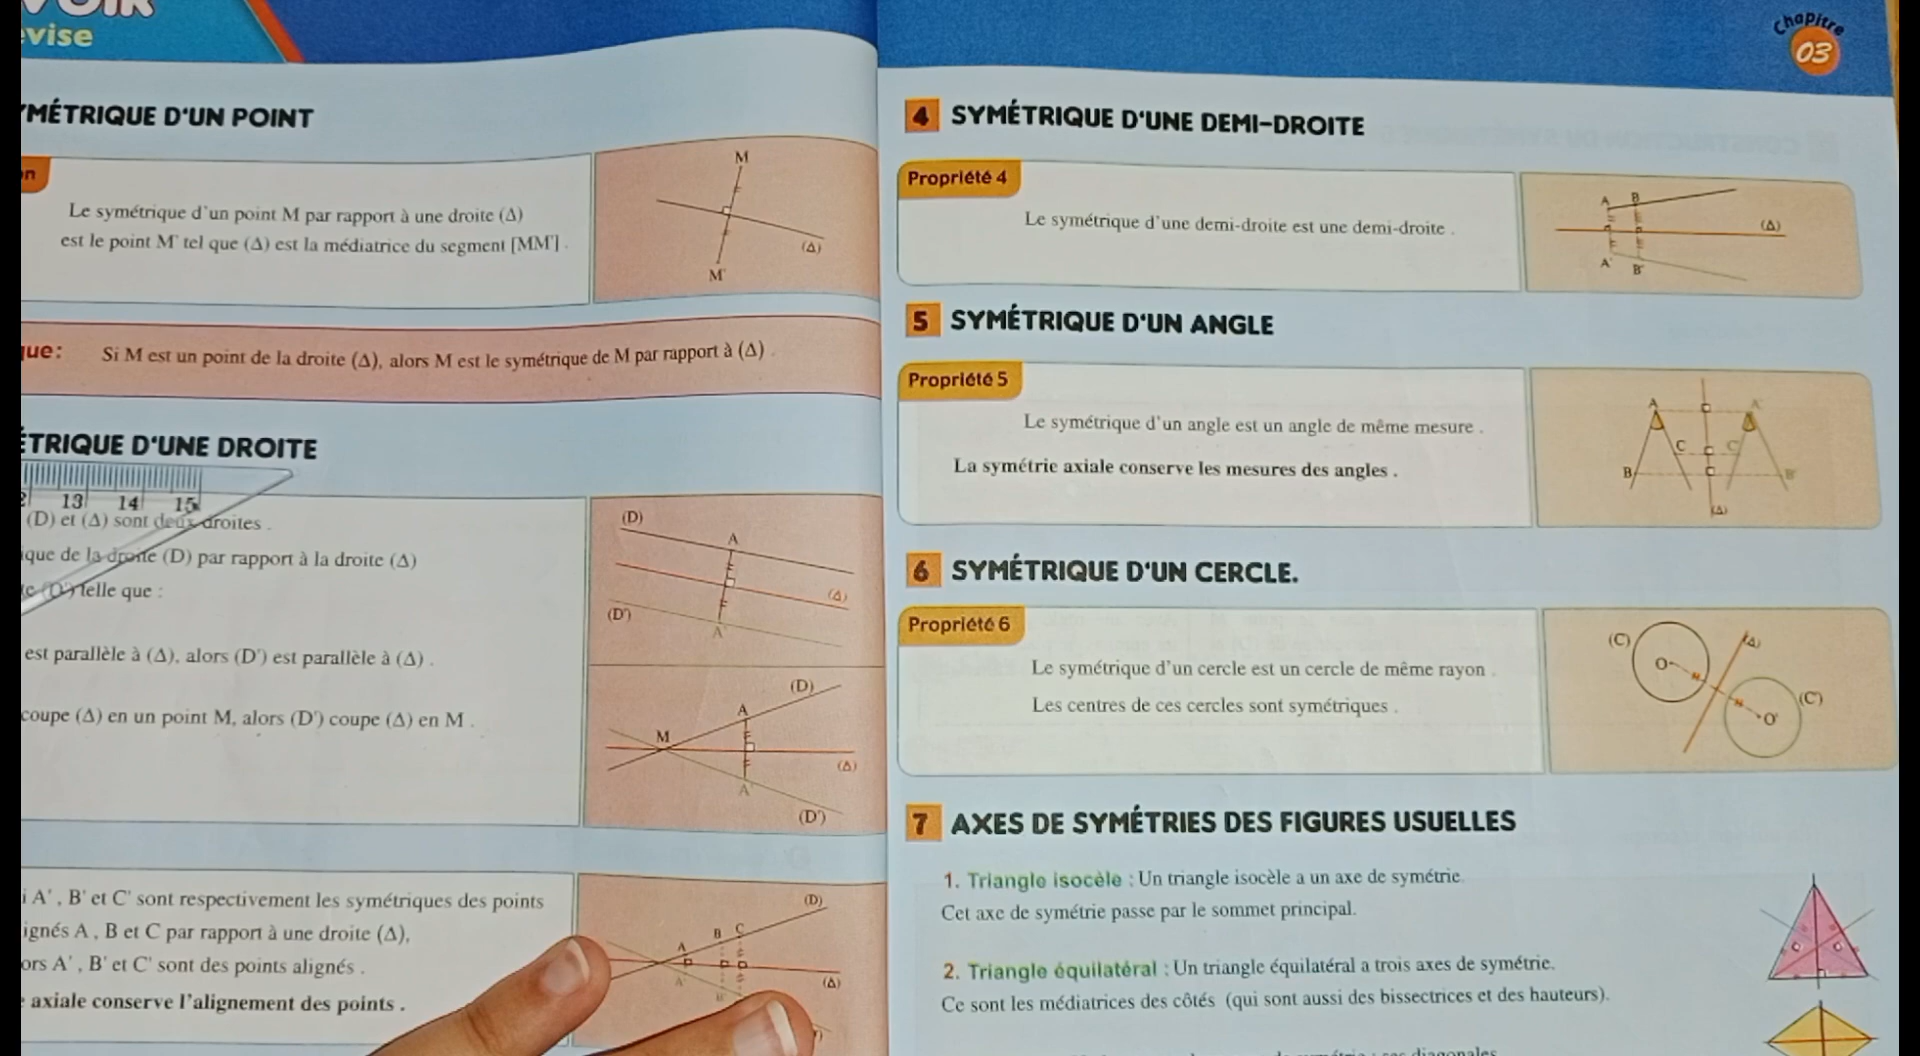 MÉTRIQUE D'UN POINT
Le symétrique d'un point M par rapport à une droite (Δ)
est le point M' tel que (Δ) est la médiatrice du segment [MM'] .
M
(Δ)
M'
Si M est un point de la droite (Δ), alors M est le symétrique de M par rapport à (Δ) .
TRIQUE D'UNE DROITE
13 14 15
(D) et (Δ) sont deux droites .
que de la droite (D) par rapport à la droite (Δ)
(D') telle que :
est parallèle à (Δ), alors (D') est parallèle à (Δ) .
coupe (Δ) en un point M, alors (D') coupe (Δ) en M .
(D)
A
(Δ)
(D')
A'
(D)
A
M
(Δ)
A'
(D')
A', B' et C' sont respectivement les symétriques des points
ignés A , B et C par rapport à une droite (Δ),
ors A' , B' et C' sont des points alignés .
axiale conserve l'alignement des points .
(D)
A B C
(Δ)
A'
Chapitre
03
4 SYMÉTRIQUE D'UNE DEMI-DROITE
Propriété 4
Le symétrique d'une demi-droite est une demi-droite .
A B
(Δ)
A' B'
5 SYMÉTRIQUE D'UN ANGLE
Propriété 5
Le symétrique d'un angle est un angle de même mesure .
La symétrie axiale conserve les mesures des angles .
A A'
C C'
B B'
(Δ)
6 SYMÉTRIQUE D'UN CERCLE.
Propriété 6
Le symétrique d'un cercle est un cercle de même rayon .
Les centres de ces cercles sont symétriques .
(C)
(Δ)
O
(C')
O'
7 AXES DE SYMÉTRIES DES FIGURES USUELLES
1. Triangle isocèle : Un triangle isocèle a un axe de symétrie.
Cet axe de symétrie passe par le sommet principal.
2. Triangle équilatéral : Un triangle équilatéral a trois axes de symétrie.
Ce sont les médiatrices des côtés (qui sont aussi des bissectrices et des hauteurs).